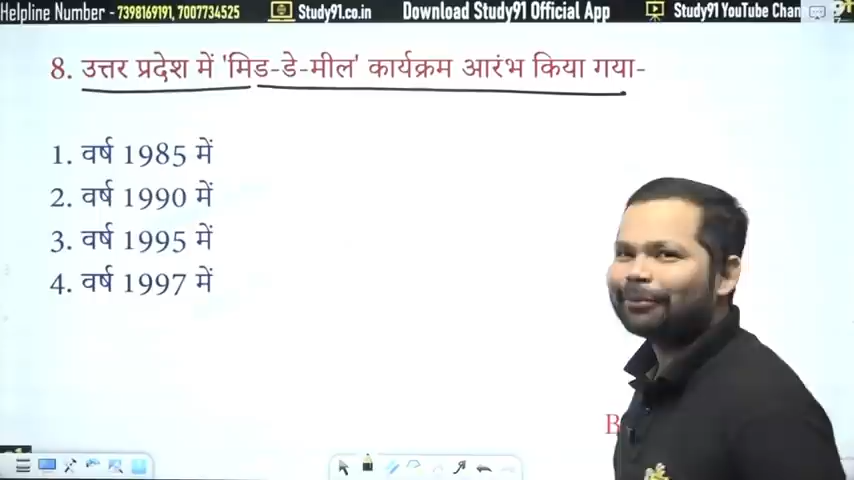 Helpline Number - 7398169191, 7007734525 Study91.co.in Download Study91 Official App Study91 YouTube Chan
8. उत्तर प्रदेश में 'मिड-डे-मील' कार्यक्रम आरंभ किया गया-
1. वर्ष 1985 में
2. वर्ष 1990 में
3. वर्ष 1995 में
4. वर्ष 1997 में
B